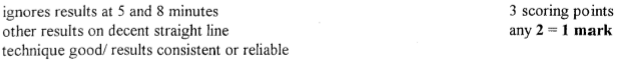 ignores results at 5 and 8 minutes 3 scoring points
other results on decent straight line any 2 = 1 mark
technique good/ results consistent or reliable